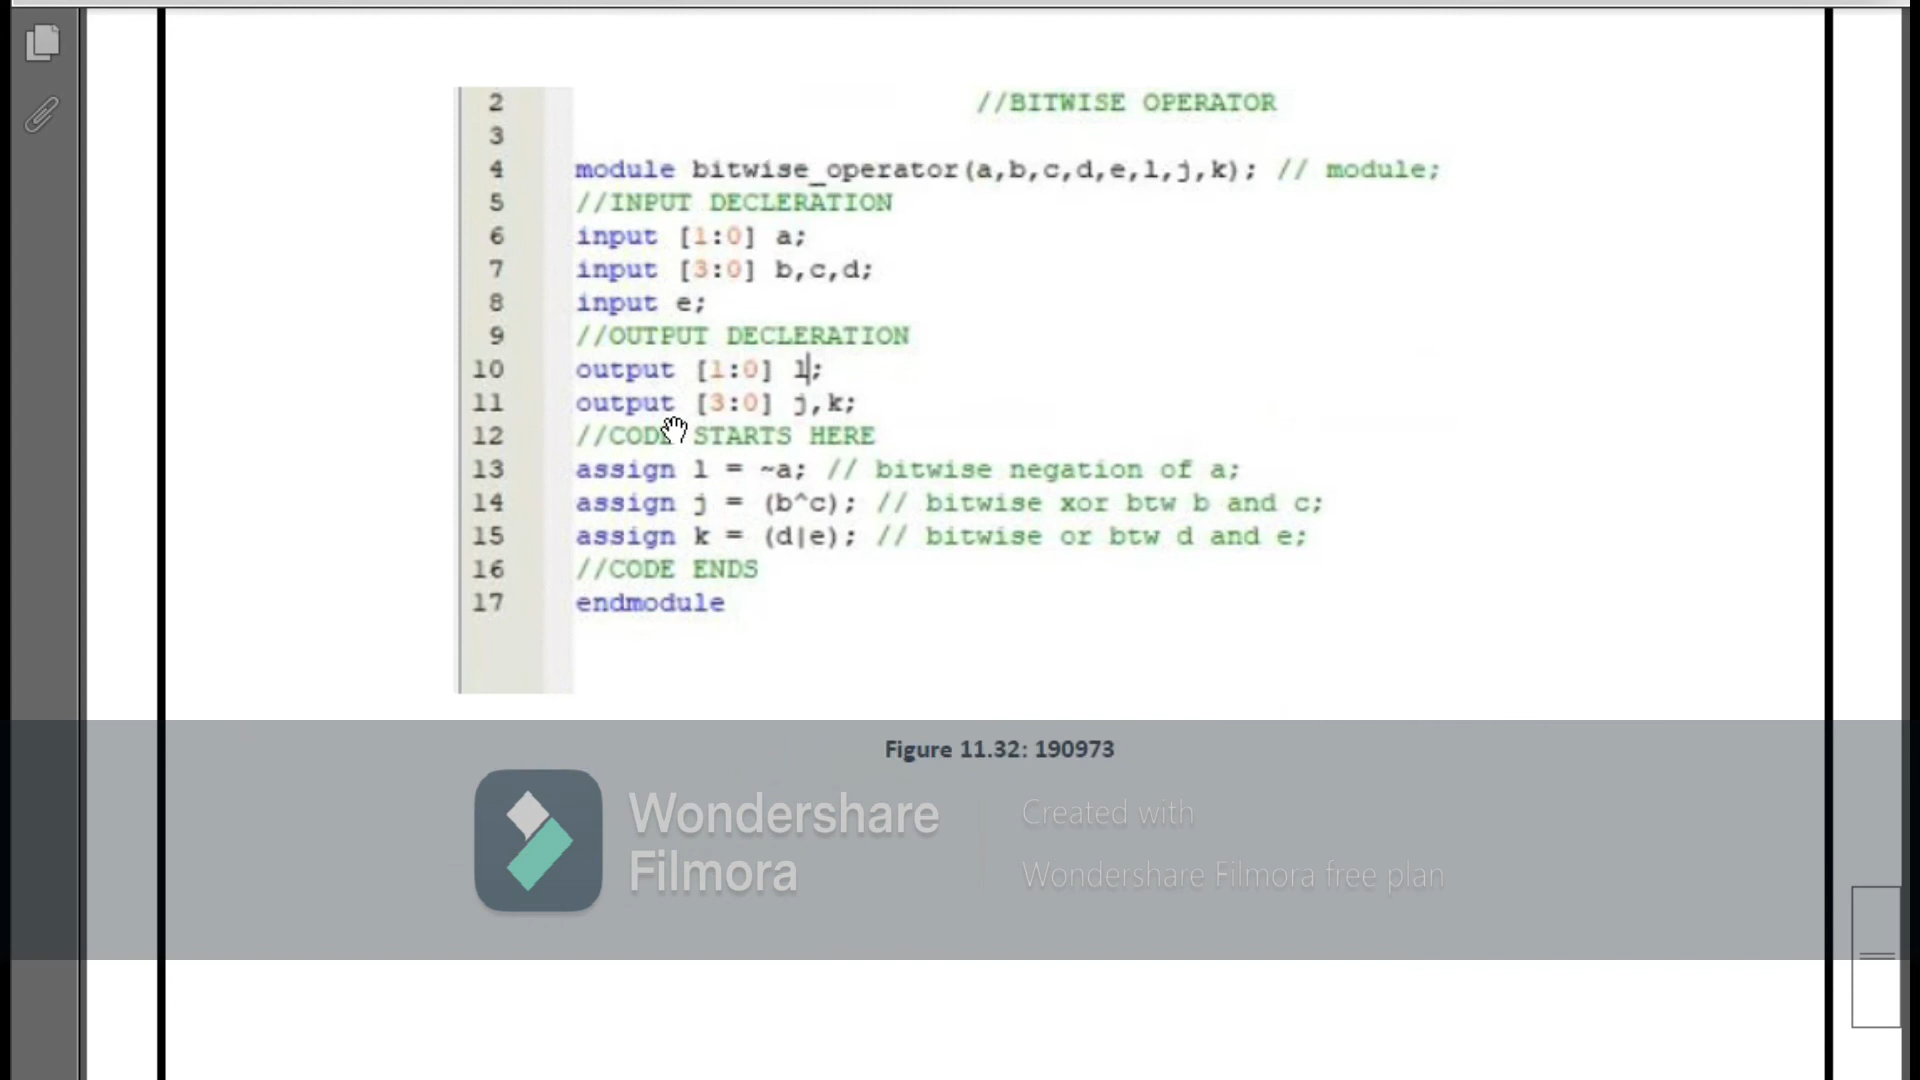 2 //BITWISE OPERATOR
3
4 module bitwise_operator(a,b,c,d,e,l,j,k); // module;
5 //INPUT DECLERATION
6 input [1:0] a;
7 input [3:0] b,c,d;
8 input e;
9 //OUTPUT DECLERATION
10 output [1:0] l;
11 output [3:0] j,k;
12 //CODE STARTS HERE
13 assign l = ~a; // bitwise negation of a;
14 assign j = (b^c); // bitwise xor btw b and c;
15 assign k = (d|e); // bitwise or btw d and e;
16 //CODE ENDS
17 endmodule
Figure 11.32: 190973
Wondershare
Filmora
Created with
Wondershare Filmora free plan